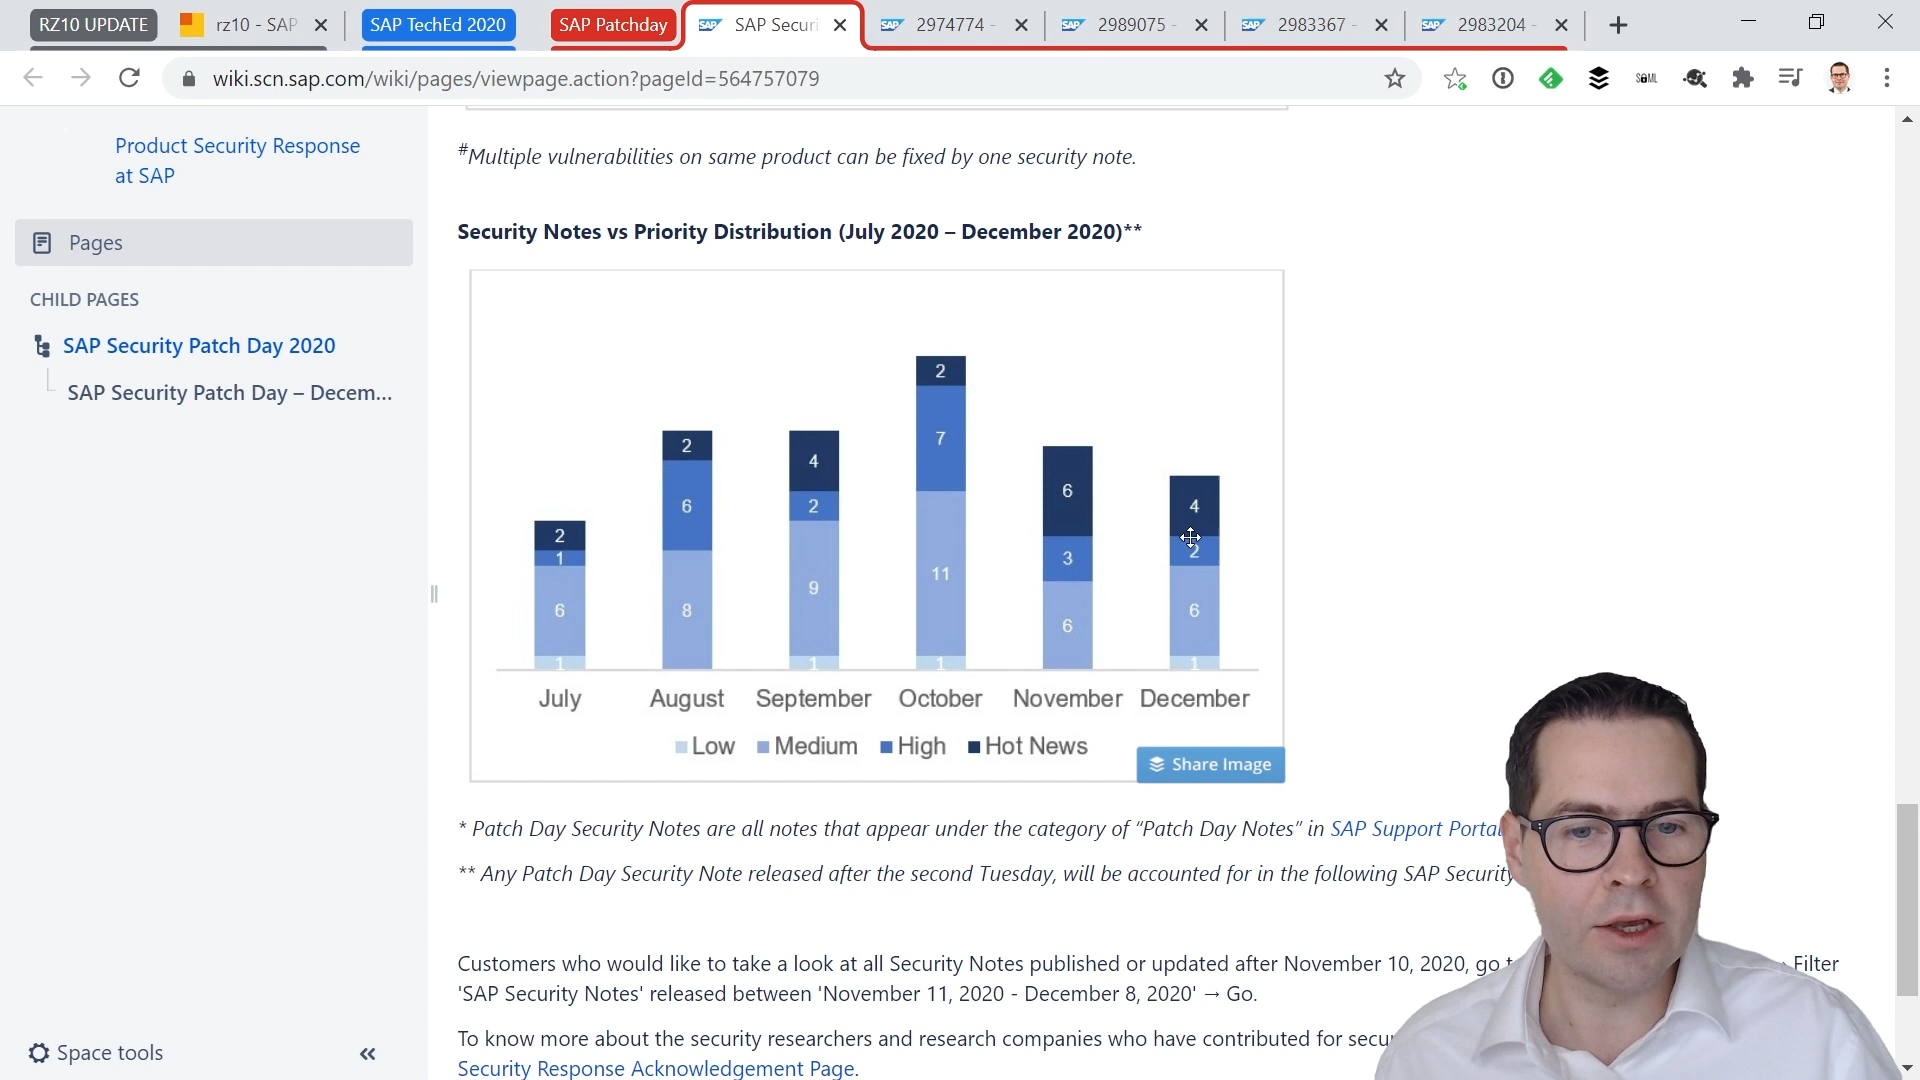 RZ10 UPDATE
rz10 - SAP
SAP TechEd 2020
SAP Patchday
SAP Securi
SAP 2974774 -
SAP 2989075 -
SAP 2983367 -
SAP 2983204 -
wiki.scn.sap.com/wiki/pages/viewpage.action?pageId=564757079
Product Security Response
at SAP
Pages
CHILD PAGES
SAP Security Patch Day 2020
SAP Security Patch Day – Decem...
Space tools
#Multiple vulnerabilities on same product can be fixed by one security note.
Security Notes vs Priority Distribution (July 2020 – December 2020)**
2
1
6
1
2
6
8
4
2
9
1
2
7
11
1
6
3
6
4
2
6
1
July August September October November December
Low Medium High Hot News
Share Image
* Patch Day Security Notes are all notes that appear under the category of “Patch Day Notes” in SAP Support Portal
** Any Patch Day Security Note released after the second Tuesday, will be accounted for in the following SAP Security
Customers who would like to take a look at all Security Notes published or updated after November 10, 2020, go Filter
'SAP Security Notes' released between 'November 11, 2020 - December 8, 2020' → Go.
To know more about the security researchers and research companies who have contributed for
Security Response Acknowledgement Page.